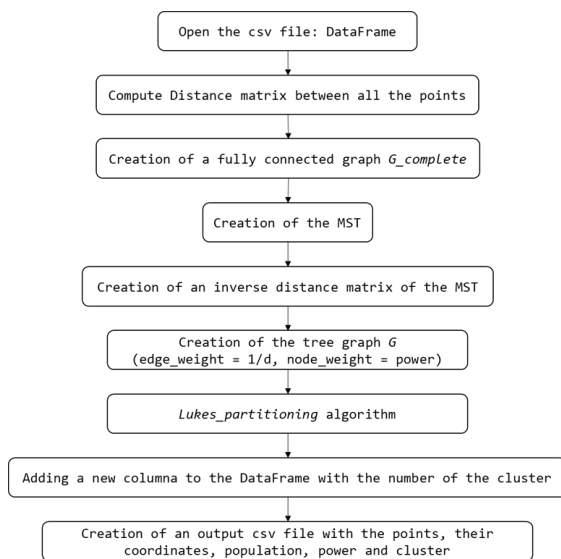 Open the csv file: DataFrame
Compute Distance matrix between all the points
Creation of a fully connected graph G_complete
Creation of the MST
Creation of an inverse distance matrix of the MST
Creation of the tree graph G
(edge_weight = 1/d, node_weight = power)
Lukes_partitioning algorithm
Adding a new columna to the DataFrame with the number of the cluster
Creation of an output csv file with the points, their
coordinates, population, power and cluster